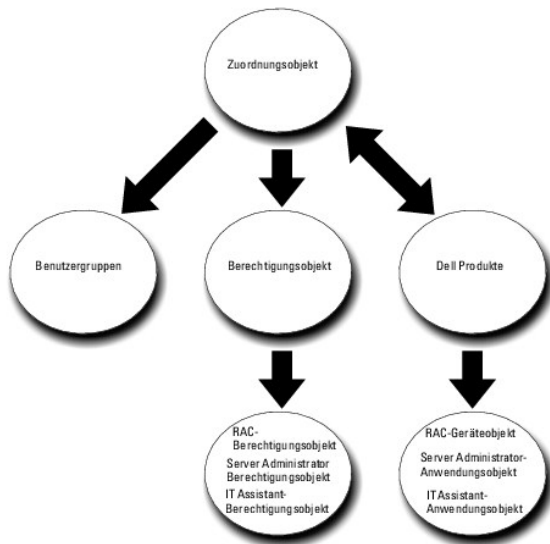 Zuordnungsobjekt
Benutzergruppen
Berechtigungsobjekt
Dell Produkte
RAC-
Berechtigungsobjekt
Server Administrator
Berechtigungsobjekt
IT Assistant-
Berechtigungsobjekt
RAC-Geräteobjekt
Server Administrator-
Anwendungsobjekt
IT Assistant-
Anwendungsobjekt